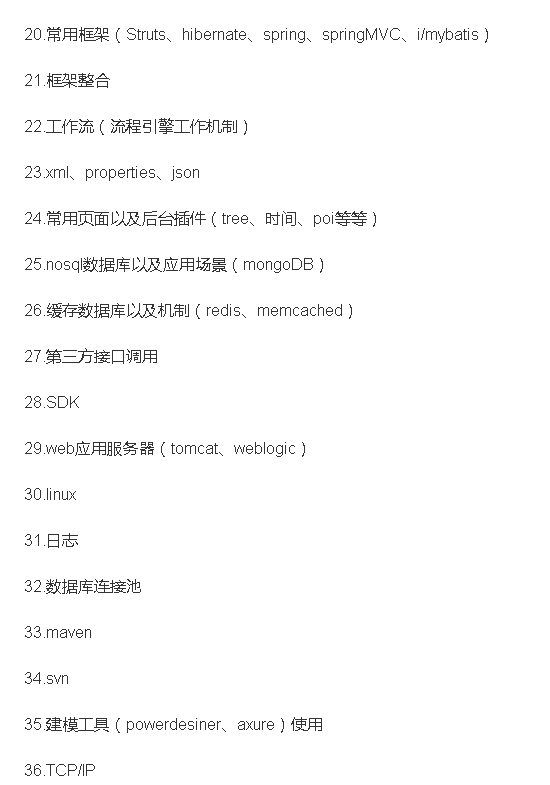 20.常用框架（Struts、hibernate、spring、springMVC、i/mybatis）
21.框架整合
22.工作流（流程引擎工作机制）
23.xml、properties、json
24.常用页面以及后台插件（tree、时间、poi等等）
25.nosql数据库以及应用场景（mongoDB）
26.缓存数据库以及机制（redis、memcached）
27.第三方接口调用
28.SDK
29.web应用服务器（tomcat、weblogic）
30.linux
31.日志
32.数据库连接池
33.maven
34.svn
35.建模工具（powerdesiner、axure）使用
36.TCP/IP